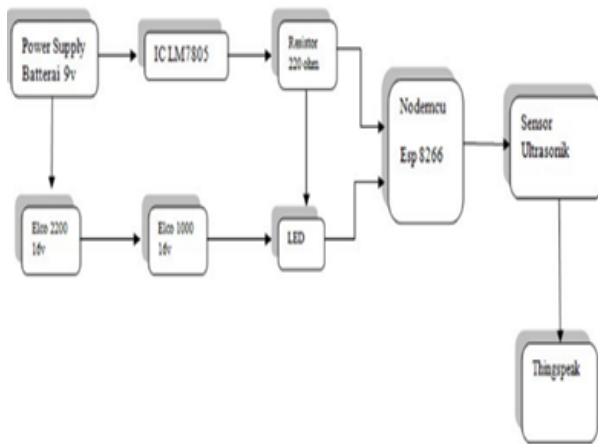 Power Supply
Batterai 9v
IC LM7805
Resistor
220 ohm
Nodemcu
Esp 8266
Sensor
Ultrasonik
Elco 2200
16v
Elco 1000
16v
LED
Thingspeak